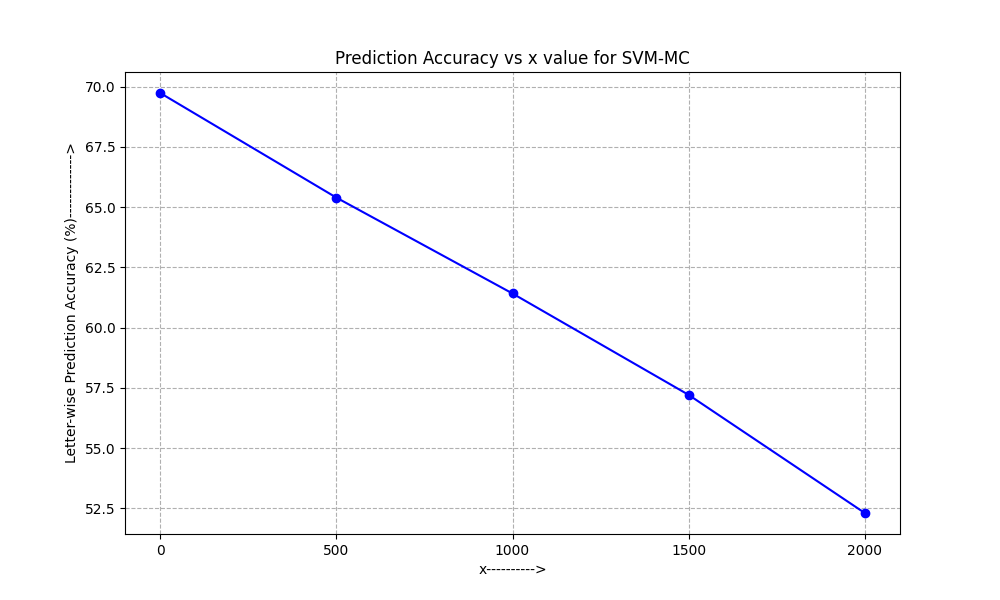 Prediction Accuracy vs x value for SVM-MC
Letter-wise Prediction Accuracy (%)-------------->
70.0
67.5
65.0
62.5
60.0
57.5
55.0
52.5
0 500 1000 1500 2000
x---------->